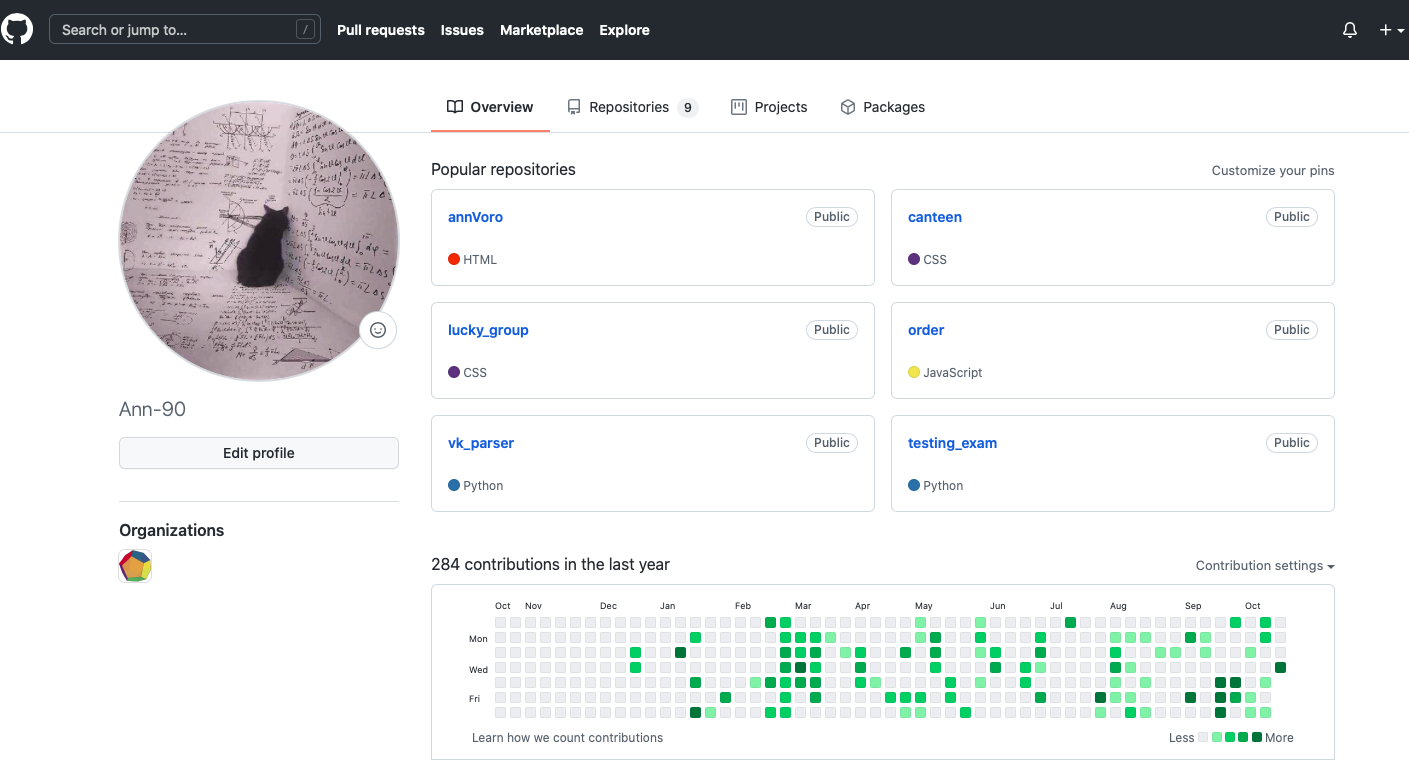 Search or jump to... /
Pull requests Issues Marketplace Explore
Overview Repositories 9 Projects Packages
Popular repositories Customize your pins
annVoro Public
HTML
canteen Public
CSS
lucky_group Public
CSS
order Public
JavaScript
vk_parser Public
Python
testing_exam Public
Python
Ann-90
Edit profile
Organizations
284 contributions in the last year Contribution settings
Oct Nov Dec Jan Feb Mar Apr May Jun Jul Aug Sep Oct
Mon
Wed
Fri
Learn how we count contributions Less More